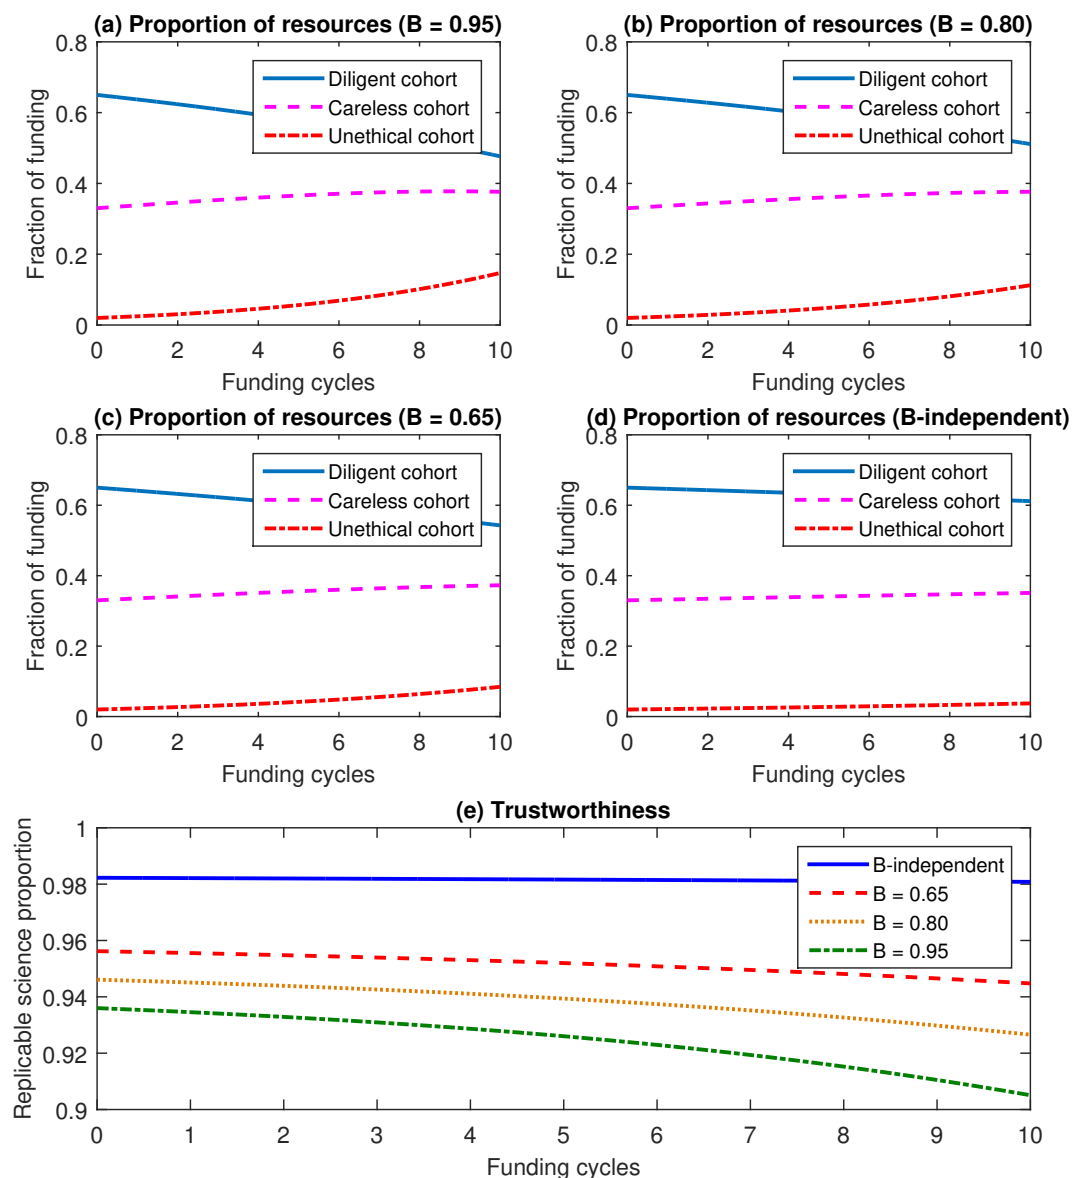 (a) Proportion of resources (B = 0.95)
0.8
0.6
0.4
0.2
0
Fraction of funding
Diligent cohort
Careless cohort
Unethical cohort
0 2 4 6 8 10
Funding cycles
(b) Proportion of resources (B = 0.80)
0.8
0.6
0.4
0.2
0
Fraction of funding
Diligent cohort
Careless cohort
Unethical cohort
0 2 4 6 8 10
Funding cycles
(c) Proportion of resources (B = 0.65)
0.8
0.6
0.4
0.2
0
Fraction of funding
Diligent cohort
Careless cohort
Unethical cohort
0 2 4 6 8 10
Funding cycles
(d) Proportion of resources (B-independent)
0.8
0.6
0.4
0.2
0
Fraction of funding
Diligent cohort
Careless cohort
Unethical cohort
0 2 4 6 8 10
Funding cycles
(e) Trustworthiness
1
0.98
0.96
0.94
0.92
0.9
Replicable science proportion
B-independent
B = 0.65
B = 0.80
B = 0.95
0 1 2 3 4 5 6 7 8 9 10
Funding cycles